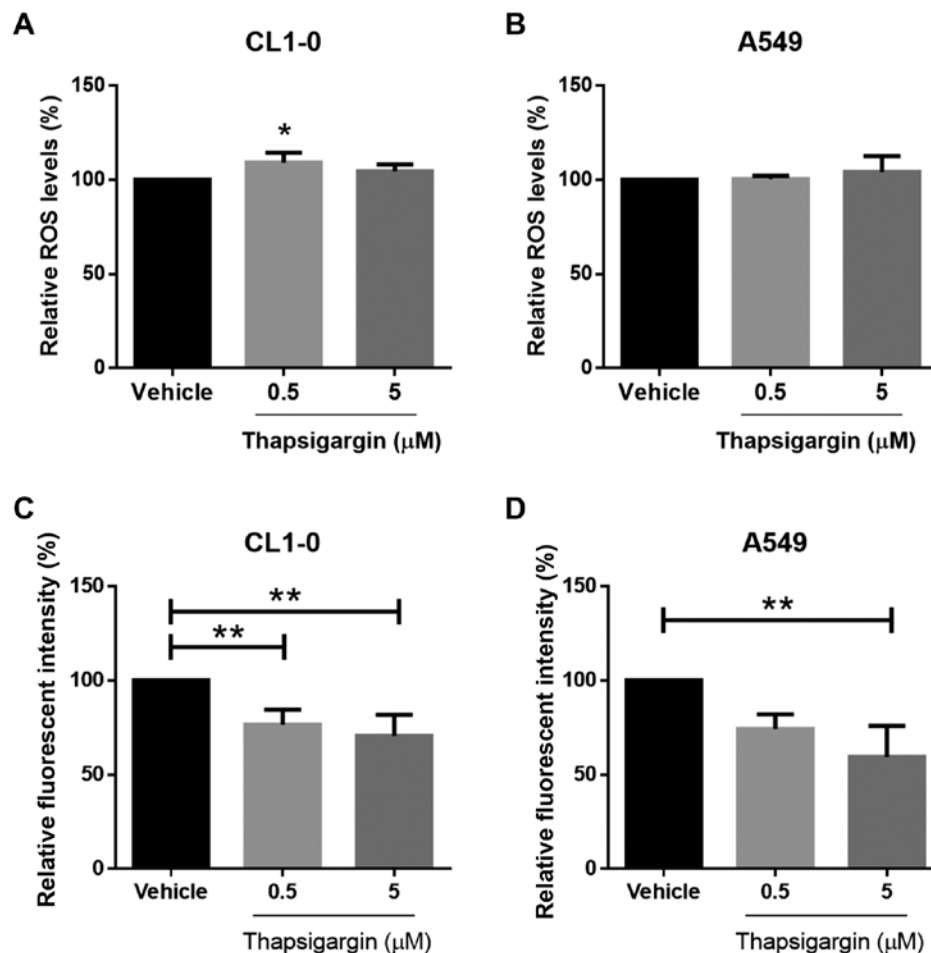 A
CL1-0
Relative ROS levels (%)
150
100
50
0
*
Vehicle
0.5
5
Thapsigargin (μM)
B
A549
Relative ROS levels (%)
150
100
50
0
Vehicle
0.5
5
Thapsigargin (μM)
C
CL1-0
Relative fluorescent intensity (%)
150
100
50
0
**
**
Vehicle
0.5
5
Thapsigargin (μM)
D
A549
Relative fluorescent intensity (%)
150
100
50
0
**
Vehicle
0.5
5
Thapsigargin (μM)